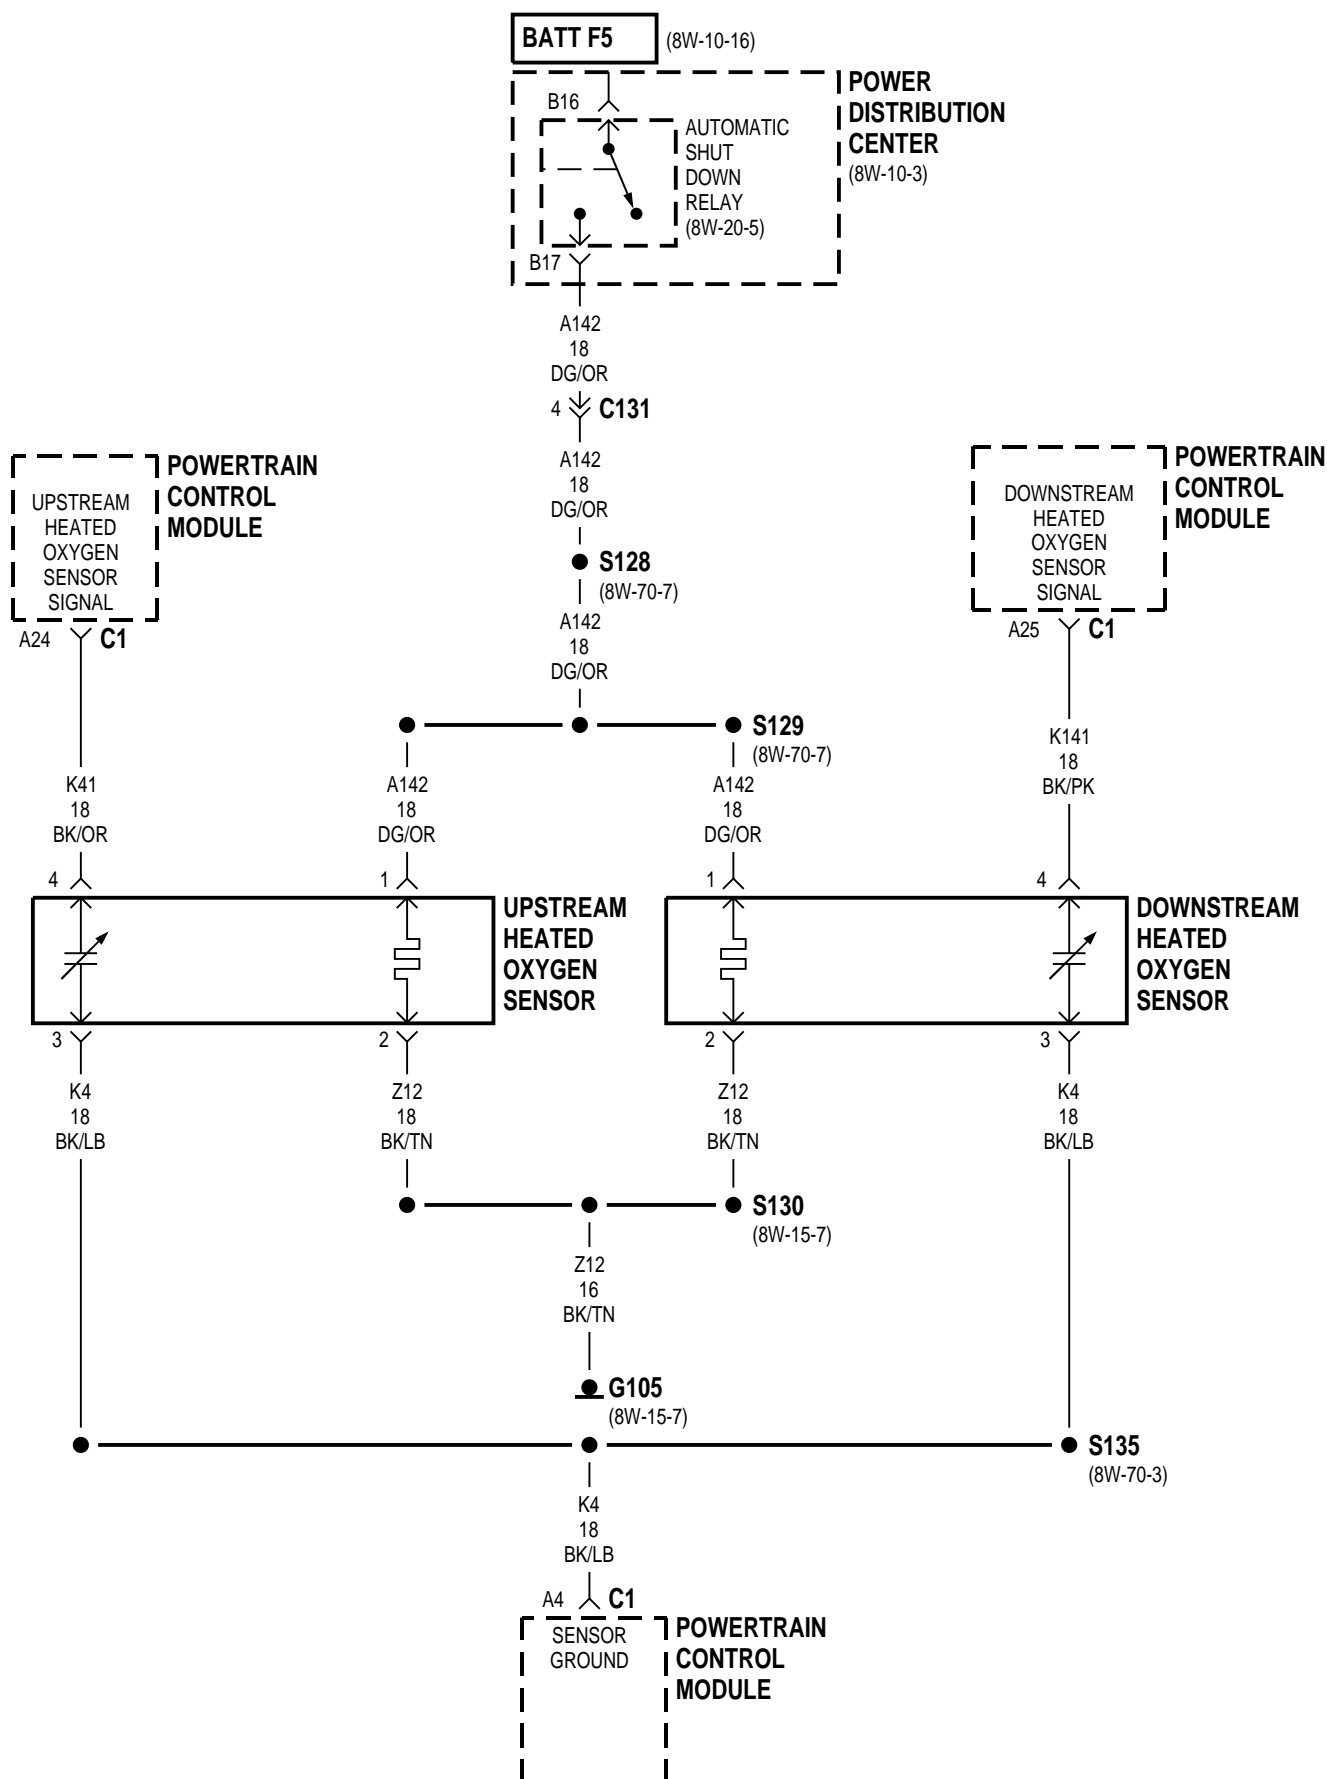 BATT F5 (8W-10-16)
POWER
DISTRIBUTION
CENTER
(8W-10-3)
B16
AUTOMATIC
SHUT
DOWN
RELAY
(8W-20-5)
B17
A142
18
DG/OR
4 C131
A142
18
DG/OR
S128
(8W-70-7)
A142
18
DG/OR
POWERTRAIN
CONTROL
MODULE
UPSTREAM
HEATED
OXYGEN
SENSOR
SIGNAL
A24 C1
POWERTRAIN
CONTROL
MODULE
DOWNSTREAM
HEATED
OXYGEN
SENSOR
SIGNAL
A25 C1
S129
(8W-70-7)
K41
18
BK/OR
A142
18
DG/OR
A142
18
DG/OR
K141
18
BK/PK
4 1 1 4
UPSTREAM
HEATED
OXYGEN
SENSOR
DOWNSTREAM
HEATED
OXYGEN
SENSOR
3 2 2 3
K4
18
BK/LB
Z12
18
BK/TN
Z12
18
BK/TN
K4
18
BK/LB
S130
(8W-15-7)
Z12
16
BK/TN
G105
(8W-15-7)
S135
(8W-70-3)
K4
18
BK/LB
A4 C1
SENSOR
GROUND
POWERTRAIN
CONTROL
MODULE